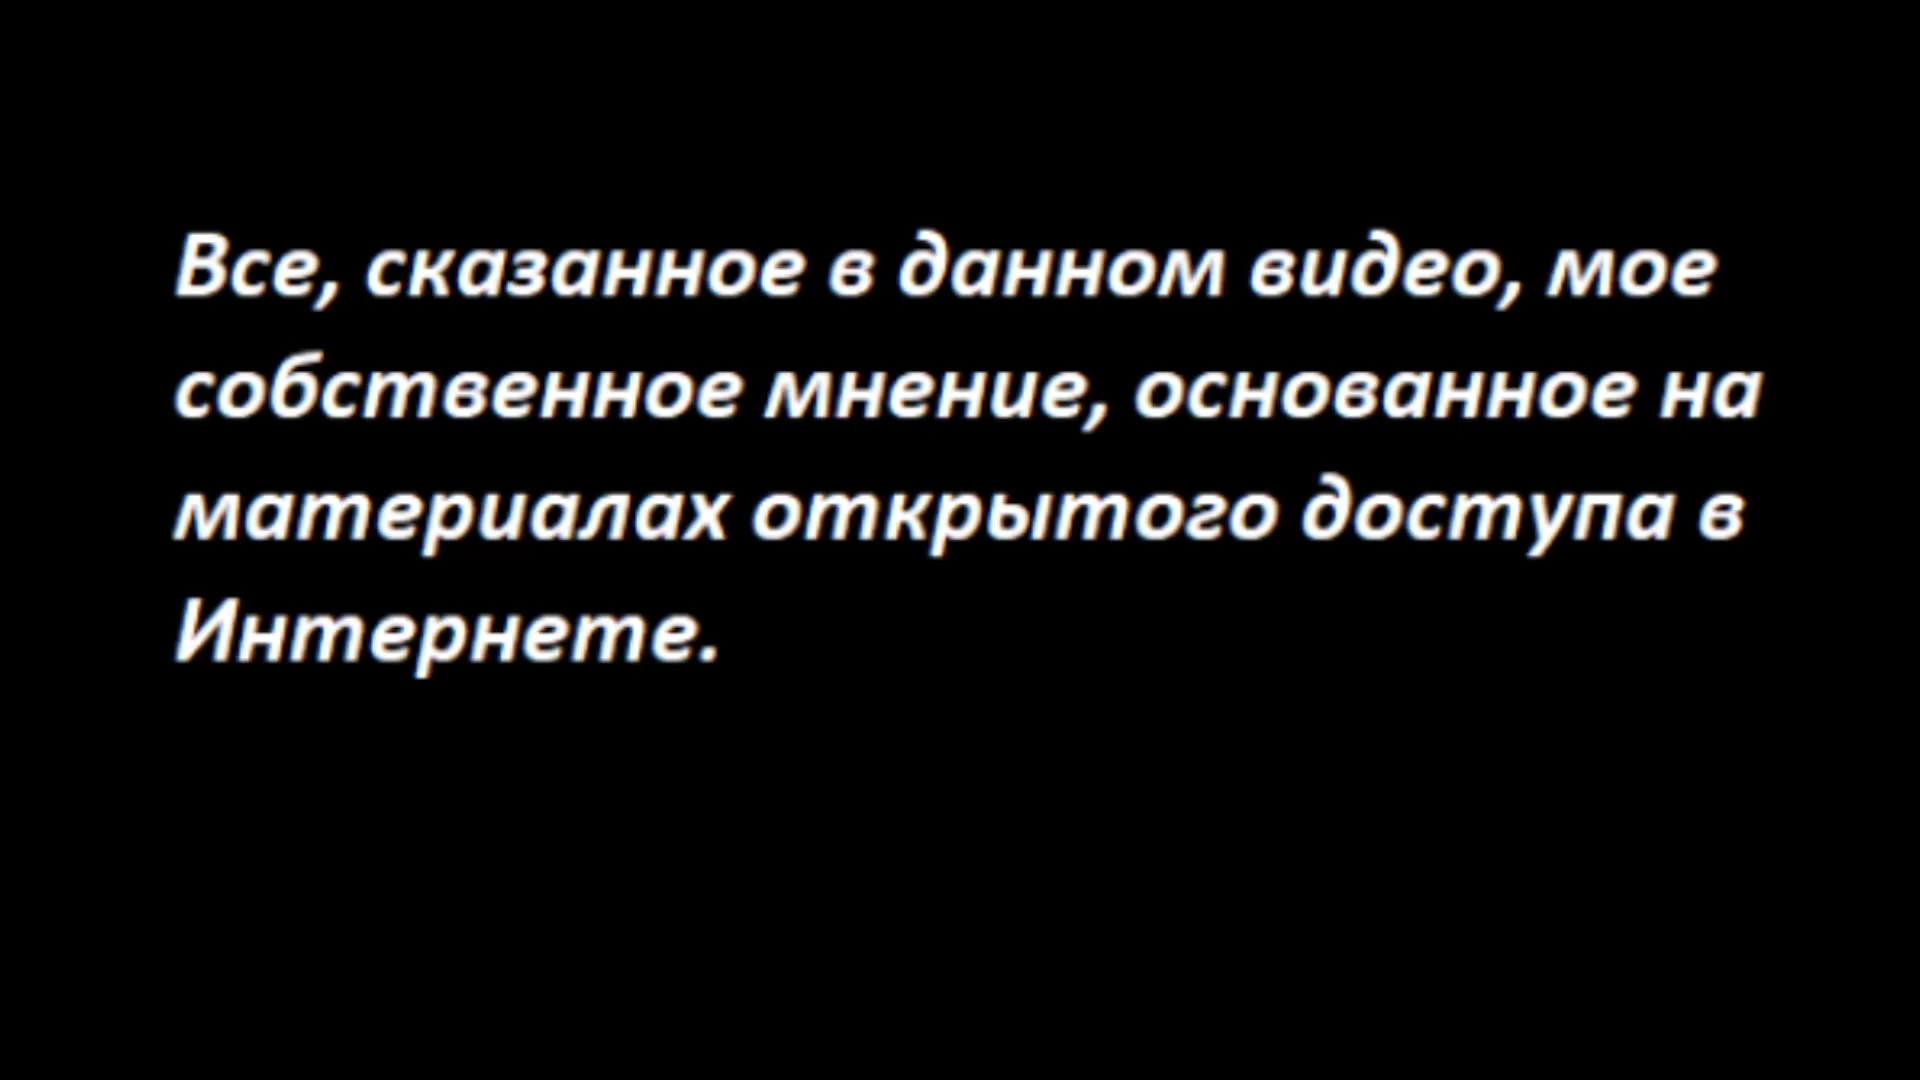 Все, сказанное в данном видео, мое
собственное мнение, основанное на
материалах открытого доступа в
Интернете.